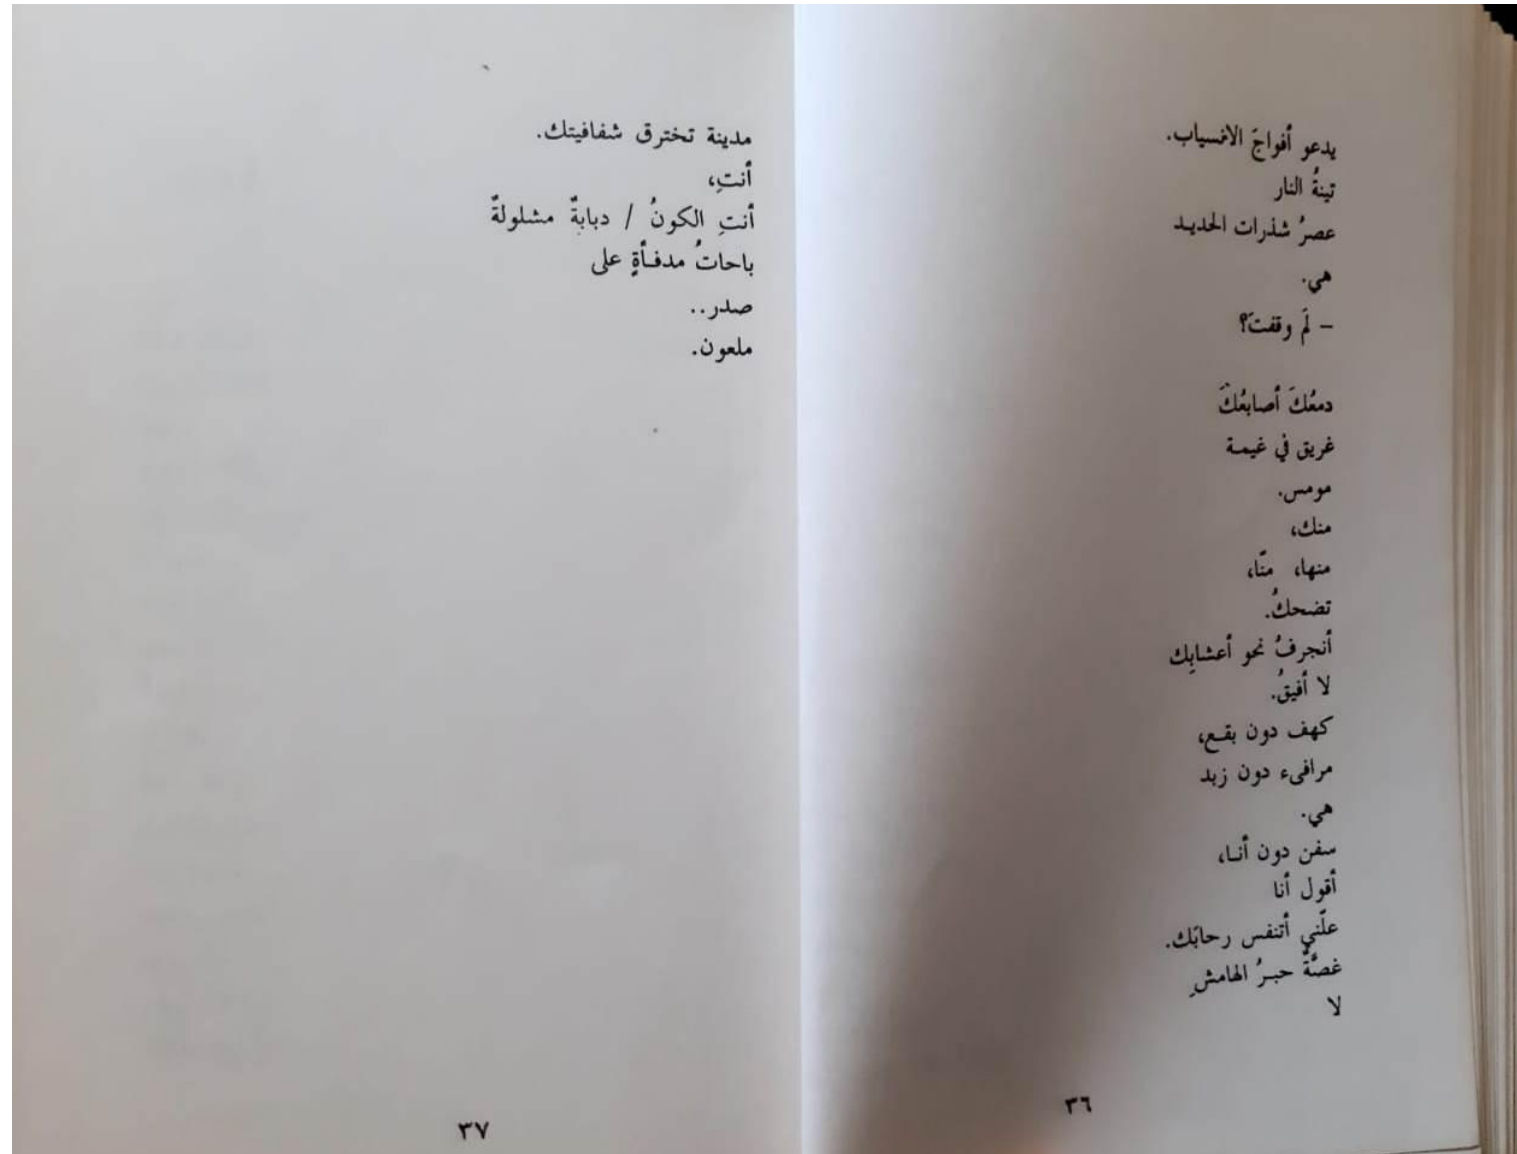 يدعو أفواجَ الانسياب.
تينةُ النار
عصرُ شذرات الحديد
هي.
– لَم وقفتَ؟
دمعُكَ أصابعُكَ
غريق في غيمة
مومس.
منك،
منها، منّا،
تضحكُ.
أنجرفُ نحو أعشابِك
لا أفيقُ.
كهف دون بقع،
مرافىء دون زبد
هي.
سفن دون أنا،
أقول أنا
علّني أتنفس رحابَك.
غصَّةٌ حبرُ الهامشِ
لا
٣٦
مدينة تخترق شفافيتك.
أنتِ،
أنتِ الكونُ / دبابةٌ مشلولةٌ
باحاتُ مدفأةٍ على
صدر..
ملعون.
٣٧